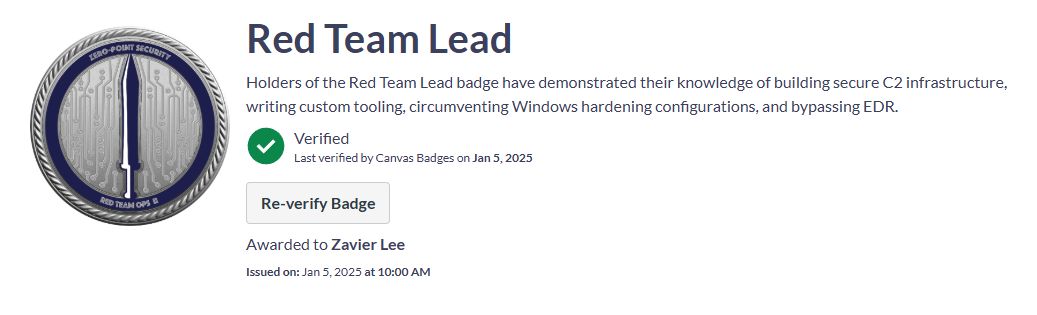 Red Team Lead
ZERO-POINT SECURITY
Holders of the Red Team Lead badge have demonstrated their knowledge of building secure C2 infrastructure,
writing custom tooling, circumventing Windows hardening configurations, and bypassing EDR.
Verified
Last verified by Canvas Badges on Jan 5, 2025
RED TEAM OPS II
Re-verify Badge
Awarded to Zavier Lee
Issued on: Jan 5, 2025 at 10:00 AM